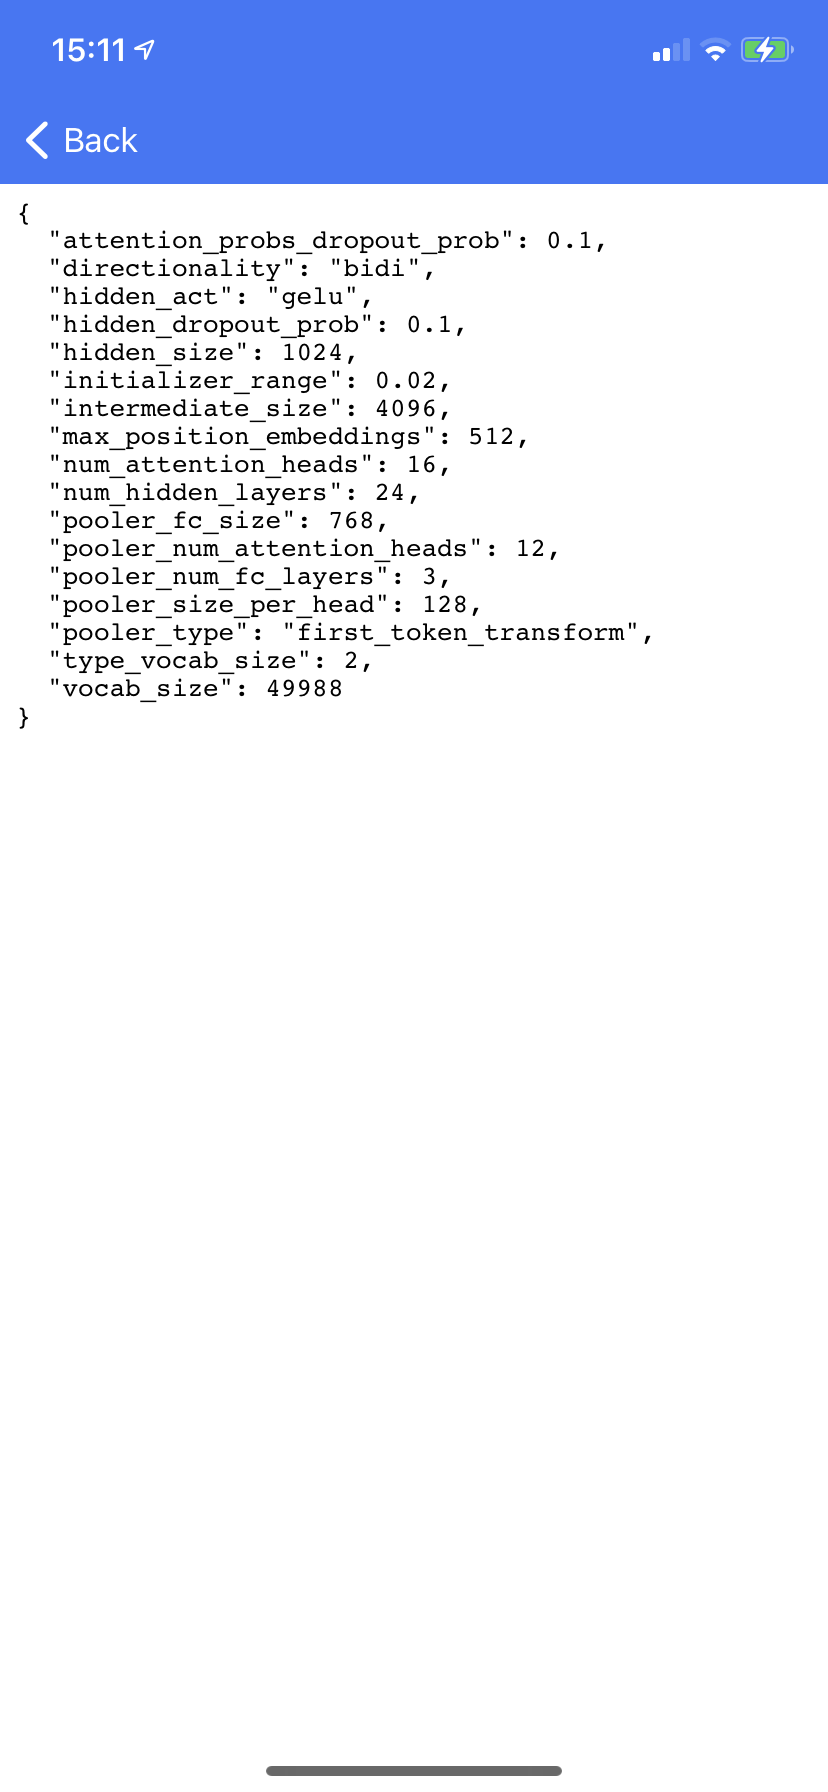 15:11
Back
{
  "attention_probs_dropout_prob": 0.1,
  "directionality": "bidi",
  "hidden_act": "gelu",
  "hidden_dropout_prob": 0.1,
  "hidden_size": 1024,
  "initializer_range": 0.02,
  "intermediate_size": 4096,
  "max_position_embeddings": 512,
  "num_attention_heads": 16,
  "num_hidden_layers": 24,
  "pooler_fc_size": 768,
  "pooler_num_attention_heads": 12,
  "pooler_num_fc_layers": 3,
  "pooler_size_per_head": 128,
  "pooler_type": "first_token_transform",
  "type_vocab_size": 2,
  "vocab_size": 49988
}